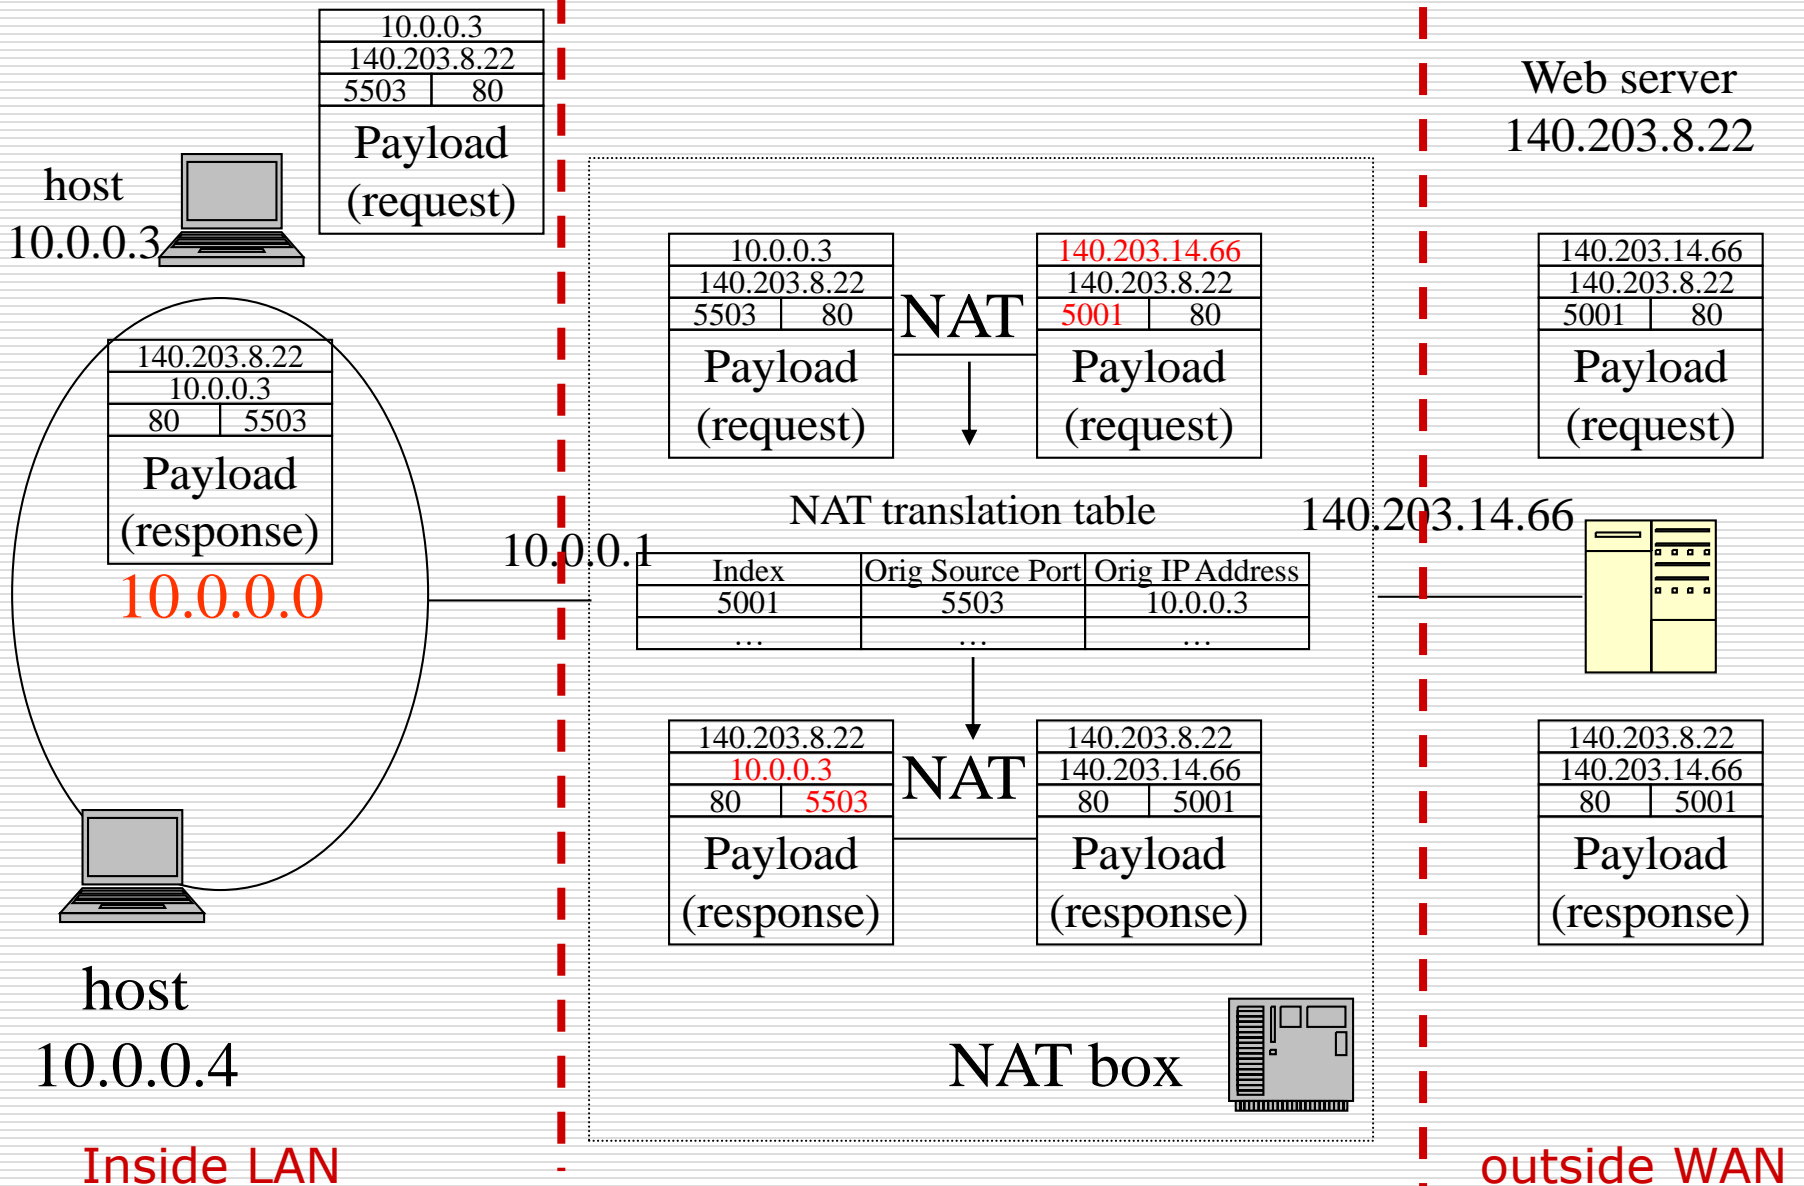 10.0.0.3
140.203.8.22
5503 80
Payload
(request)
host
10.0.0.3
Web server
140.203.8.22
10.0.0.3
140.203.8.22
5503 80
Payload
(request)
NAT
140.203.14.66
140.203.8.22
5001 80
Payload
(request)
140.203.14.66
140.203.8.22
5001 80
Payload
(request)
140.203.8.22
10.0.0.3
80 5503
Payload
(response)
10.0.0.0
10.0.0.1
NAT translation table
140.203.14.66
Index Orig Source Port Orig IP Address
5001 5503 10.0.0.3
… … …
140.203.8.22
10.0.0.3
80 5503
Payload
(response)
NAT
140.203.8.22
140.203.14.66
80 5001
Payload
(response)
140.203.8.22
140.203.14.66
80 5001
Payload
(response)
host
10.0.0.4
NAT box
Inside LAN
outside WAN